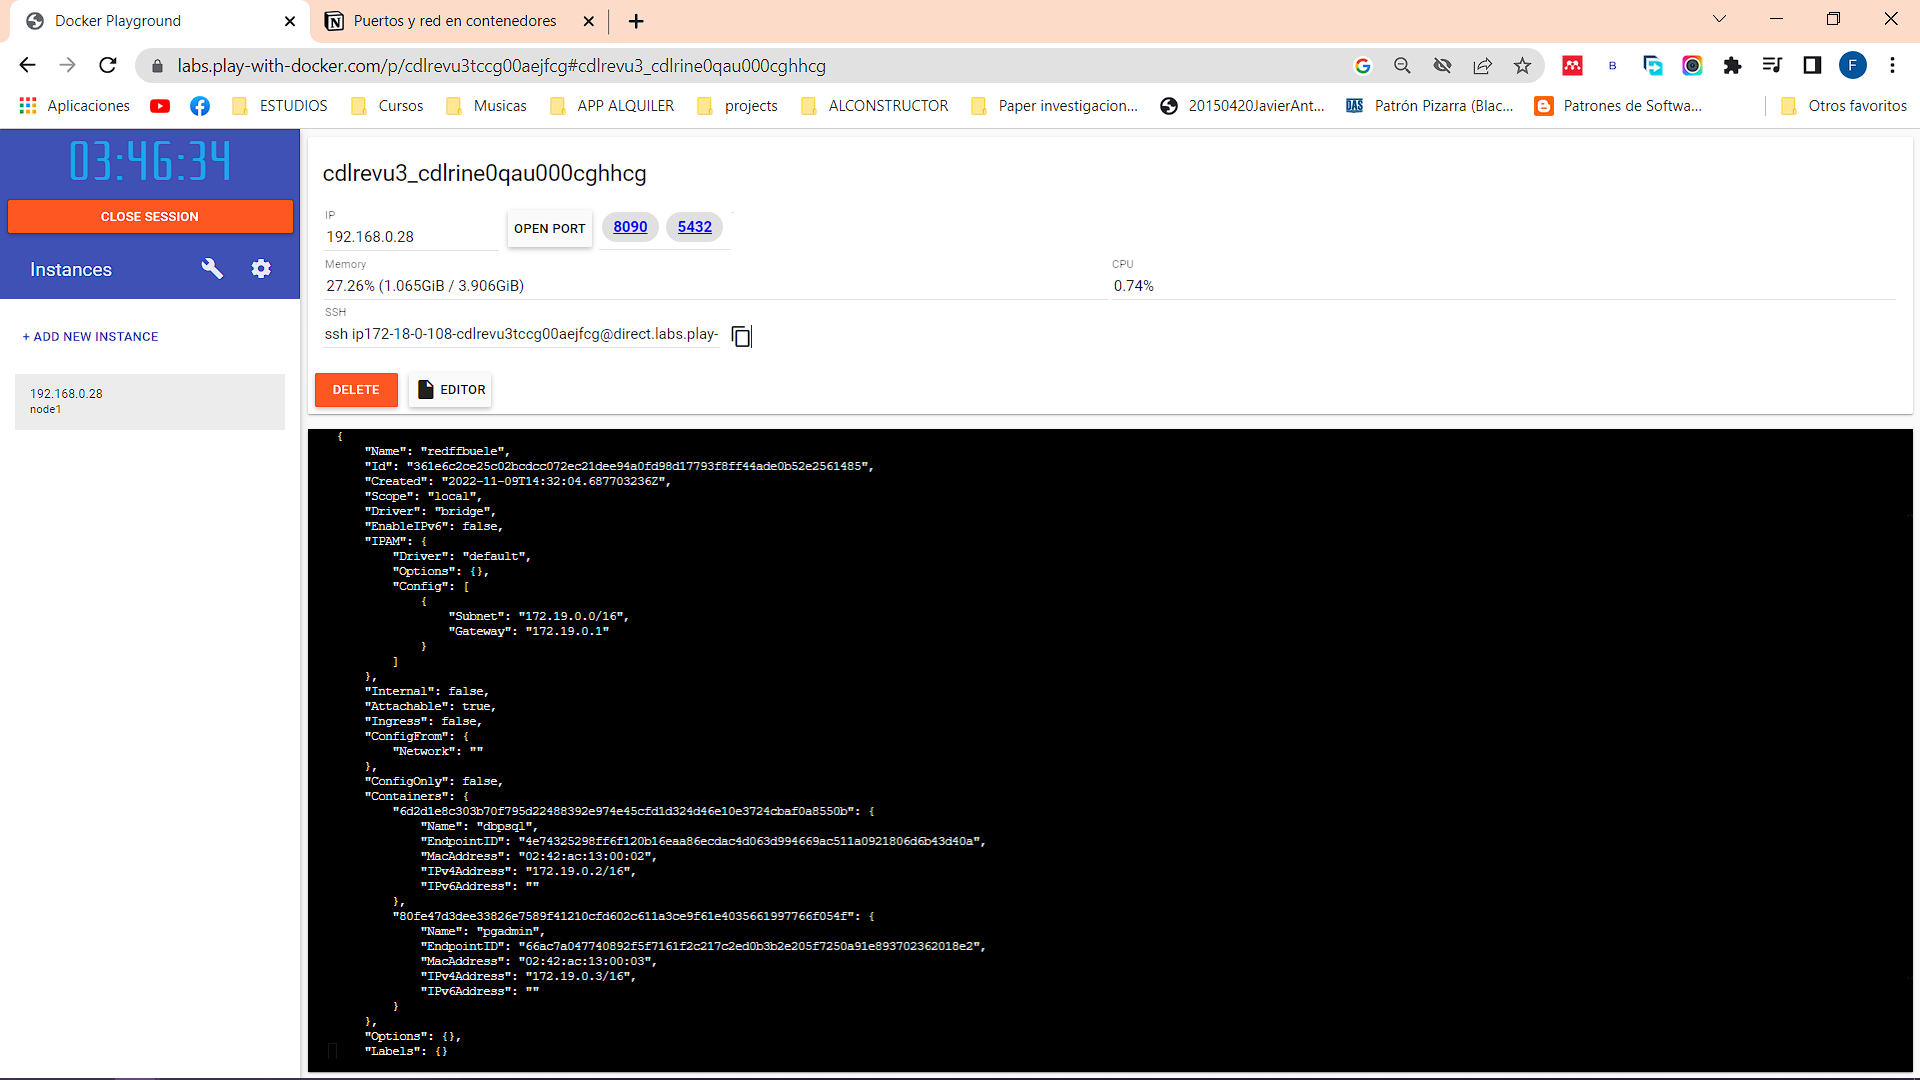 Docker Playground
Puertos y red en contenedores
labs.play-with-docker.com/p/cdlrevu3tccg00aejfcg#cdlrevu3_cdlrine0qau000cghhcg
B
F
Aplicaciones
ESTUDIOS
Cursos
Musicas
APP ALQUILER
projects
ALCONSTRUCTOR
Paper investigacion...
20150420JavierAnt...
Patrón Pizarra (Blac...
Patrones de Softwa...
Otros favoritos
03:46:34
CLOSE SESSION
Instances
+ ADD NEW INSTANCE
192.168.0.28
node1
cdlrevu3_cdlrine0qau000cghhcg
IP
192.168.0.28
OPEN PORT
8090
5432
Memory
27.26% (1.065GiB / 3.906GiB)
CPU
0.74%
SSH
ssh ip172-18-0-108-cdlrevu3tccg00aejfcg@direct.labs.play-
DELETE
EDITOR
{
"Name": "redffbuele",
"Id": "361e6c2ce25c02bcdcc072ec21dee94a0fd98d17793f8ff44ade0b52e2561485",
"Created": "2022-11-09T14:32:04.687703236Z",
"Scope": "local",
"Driver": "bridge",
"EnableIPv6": false,
"IPAM": {
"Driver": "default",
"Options": {},
"Config": [
{
"Subnet": "172.19.0.0/16",
"Gateway": "172.19.0.1"
}
]
},
"Internal": false,
"Attachable": true,
"Ingress": false,
"ConfigFrom": {
"Network": ""
},
"ConfigOnly": false,
"Containers": {
"6d2d1e8c303b70f795d22488392e974e45cfd1d324d46e10e3724cbaf0a8550b": {
"Name": "dbpsql",
"EndpointID": "4e74325298ff6f120b16eaa86ecdac4d063d994669ac511a0921806d6b43d40a",
"MacAddress": "02:42:ac:13:00:02",
"IPv4Address": "172.19.0.2/16",
"IPv6Address": ""
},
"80fe47d3dee33826e7589f41210cfd602c611a3ce9f61e4035661997766f054f": {
"Name": "pgadmin",
"EndpointID": "66ac7a047740892f5f7161f2c217c2ed0b3b2e205f7250a91e893702362018e2",
"MacAddress": "02:42:ac:13:00:03",
"IPv4Address": "172.19.0.3/16",
"IPv6Address": ""
}
},
"Options": {},
"Labels": {}